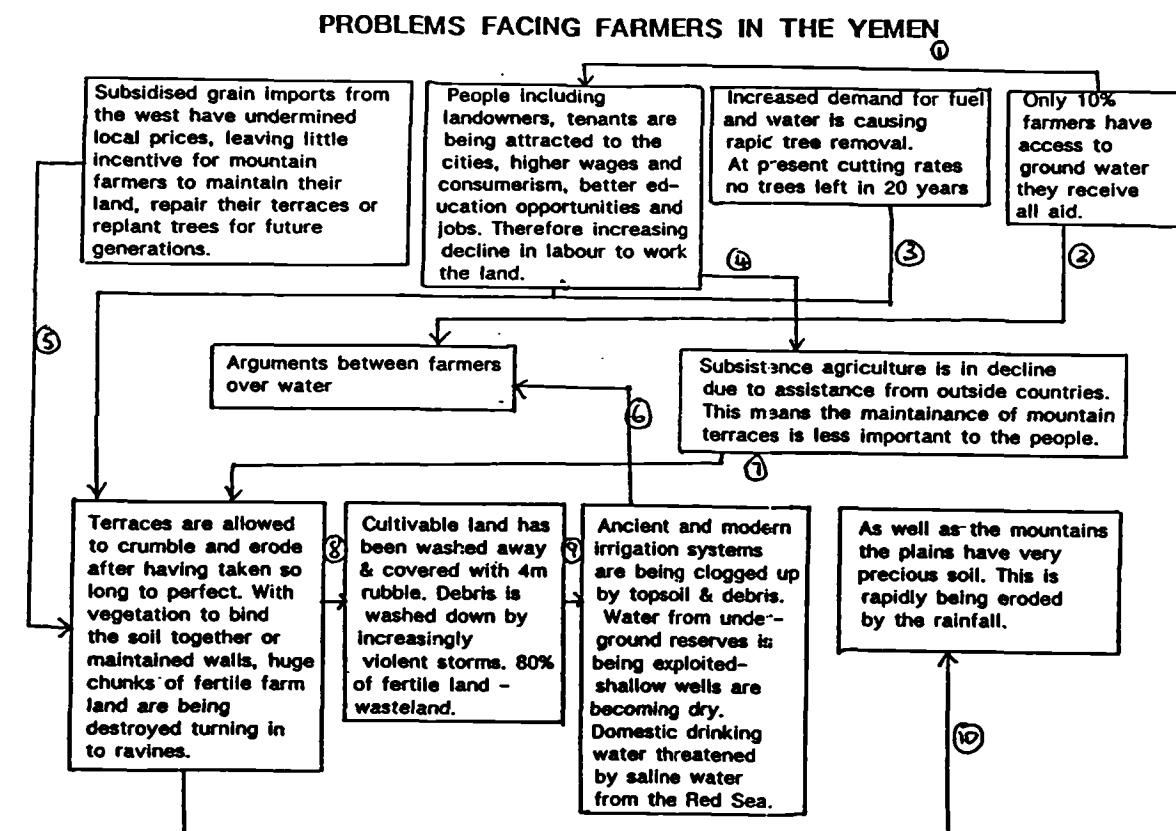 PROBLEMS FACING FARMERS IN THE YEMEN
①
Subsidised grain imports from
the west have undermined
local prices, leaving little
incentive for mountain
farmers to maintain their
land, repair their terraces or
replant trees for future
generations.
People including
landowners, tenants are
being attracted to the
cities, higher wages and
consumerism, better ed-
ucation opportunities and
jobs. Therefore increasing
decline in labour to work
the land.
Increased demand for fuel
and water is causing
rapid tree removal.
At present cutting rates
no trees left in 20 years
Only 10%
farmers have
access to
ground water
they receive
all aid.
④
③
②
⑤
Arguments between farmers
over water
Subsistence agriculture is in decline
due to assistance from outside countries.
This means the maintainance of mountain
terraces is less important to the people.
⑥
⑦
Terraces are allowed
to crumble and erode
after having taken so
long to perfect. With
vegetation to bind
the soil together or
maintained walls, huge
chunks of fertile farm
land are being
destroyed turning in
to ravines.
⑧
Cultivable land has
been washed away
& covered with 4m
rubble. Debris is
washed down by
increasingly
violent storms. 80%
of fertile land -
wasteland.
⑨
Ancient and modern
irrigation systems
are being clogged up
by topsoil & debris.
Water from unde-
ground reserves is
being exploited-
shallow wells are
becoming dry.
Domestic drinking
water threatened
by saline water
from the Red Sea.
As well as the mountains
the plains have very
precious soil. This is
rapidly being eroded
by the rainfall.
⑩